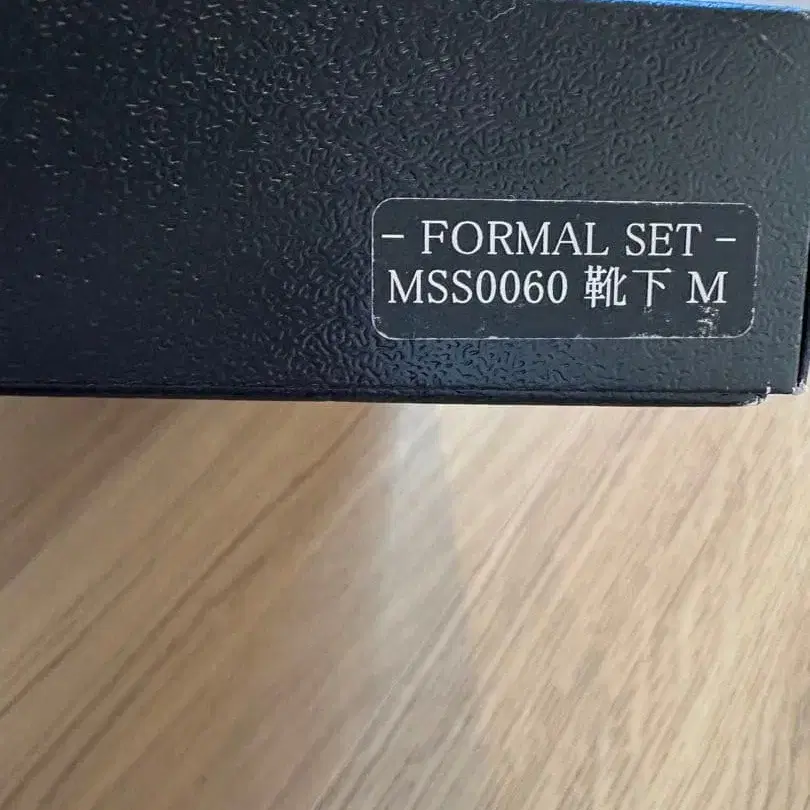 – FORMAL SET –
MSS0060 靴下 M